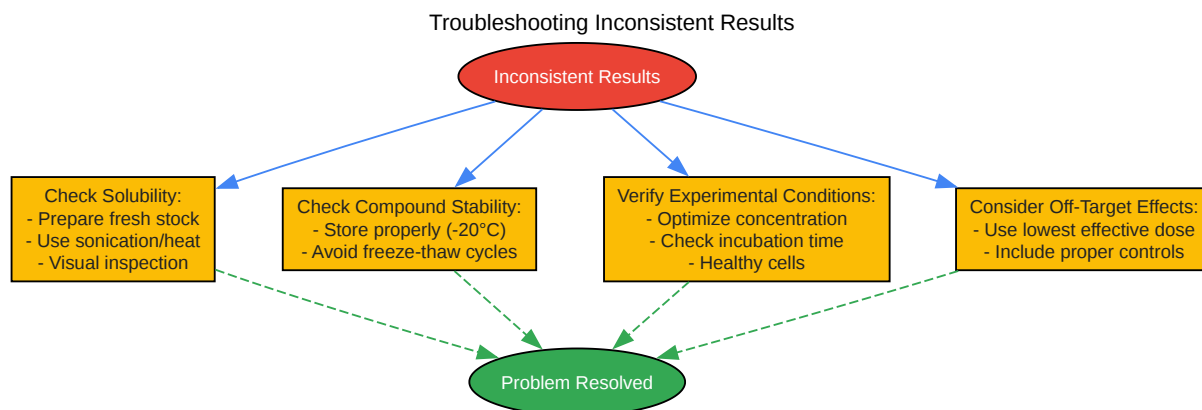 Troubleshooting Inconsistent Results
Inconsistent Results
Check Solubility:
- Prepare fresh stock
- Use sonication/heat
- Visual inspection
Check Compound Stability:
- Store properly (-20°C)
- Avoid freeze-thaw cycles
Verify Experimental Conditions:
- Optimize concentration
- Check incubation time
- Healthy cells
Consider Off-Target Effects:
- Use lowest effective dose
- Include proper controls
Problem Resolved